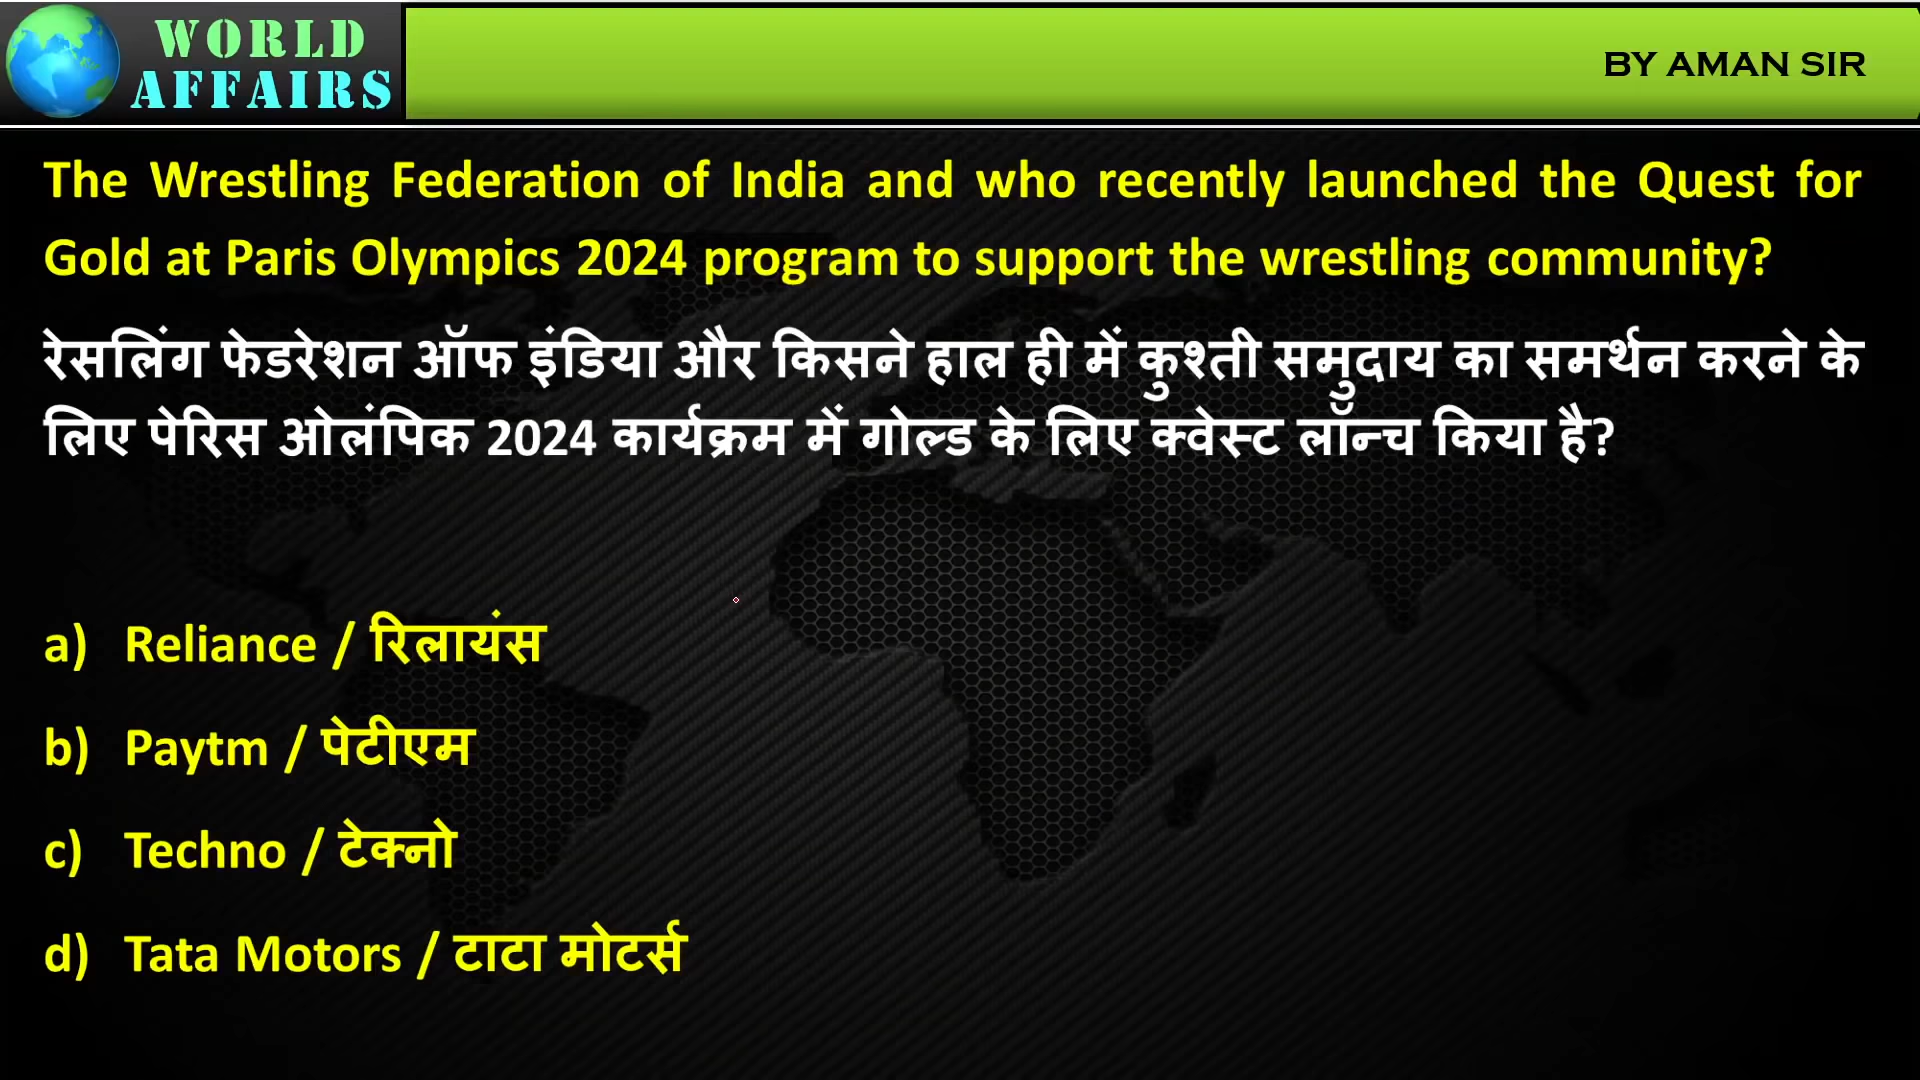 WORLD
AFFAIRS
BY AMAN SIR
The Wrestling Federation of India and who recently launched the Quest for
Gold at Paris Olympics 2024 program to support the wrestling community?
रेसलिंग फेडरेशन ऑफ इंडिया और किसने हाल ही में कुश्ती समुदाय का समर्थन करने के
लिए पेरिस ओलंपिक 2024 कार्यक्रम में गोल्ड के लिए क्वेस्ट लॉन्च किया है?
a) Reliance / रिलायंस
b) Paytm / पेटीएम
c) Techno / टेक्नो
d) Tata Motors / टाटा मोटर्स